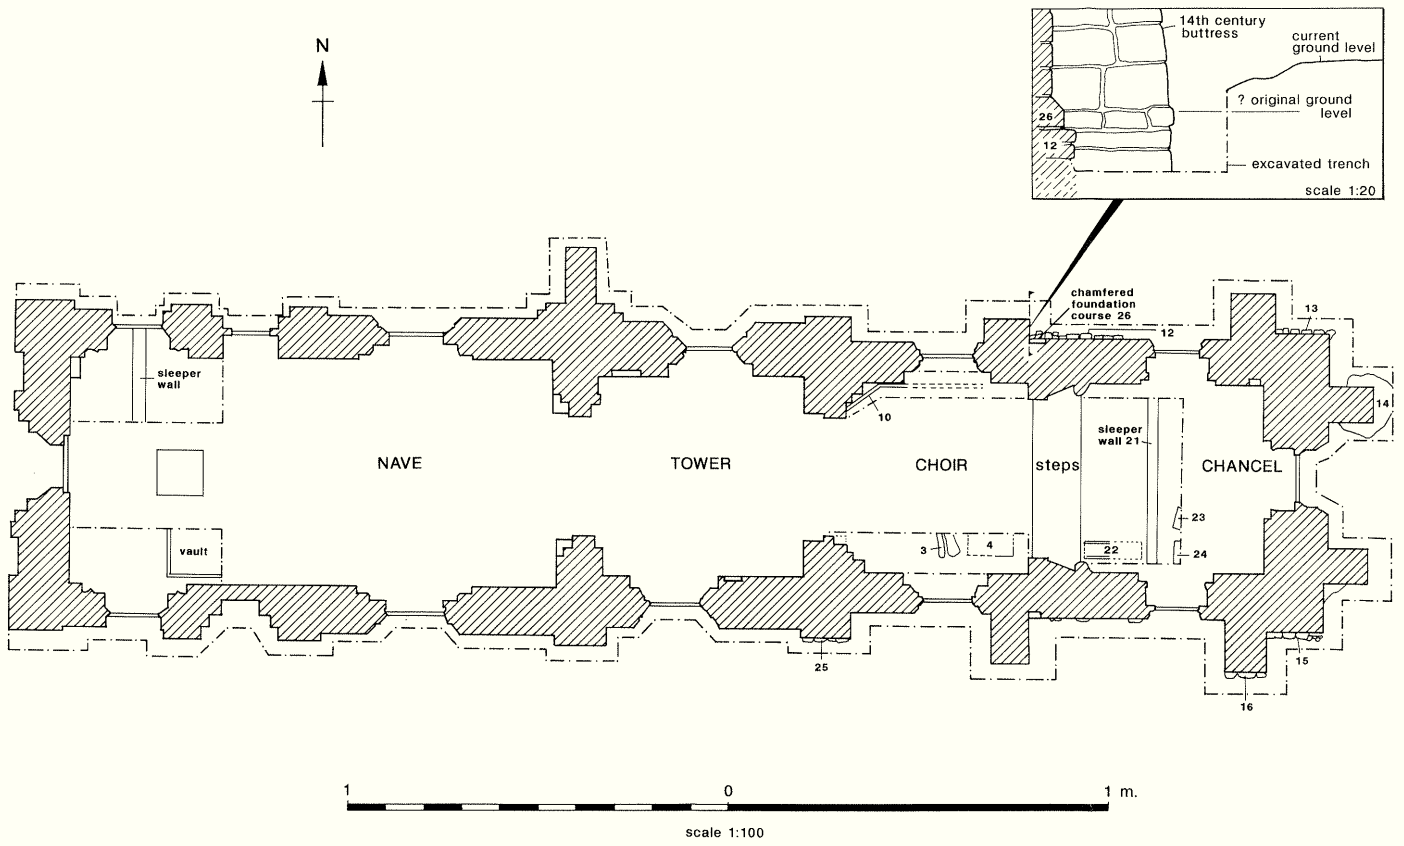 14th century
buttress
current
ground level
? original ground
level
26
12
excavated trench
scale 1:20
N
chamfered
foundation
course 26
12
13
14
sleeper
wall
10
sleeper
wall 21
NAVE
TOWER
CHOIR
steps
CHANCEL
23
vault
3
4
22
24
25
15
16
1
0
1 m.
scale 1:100